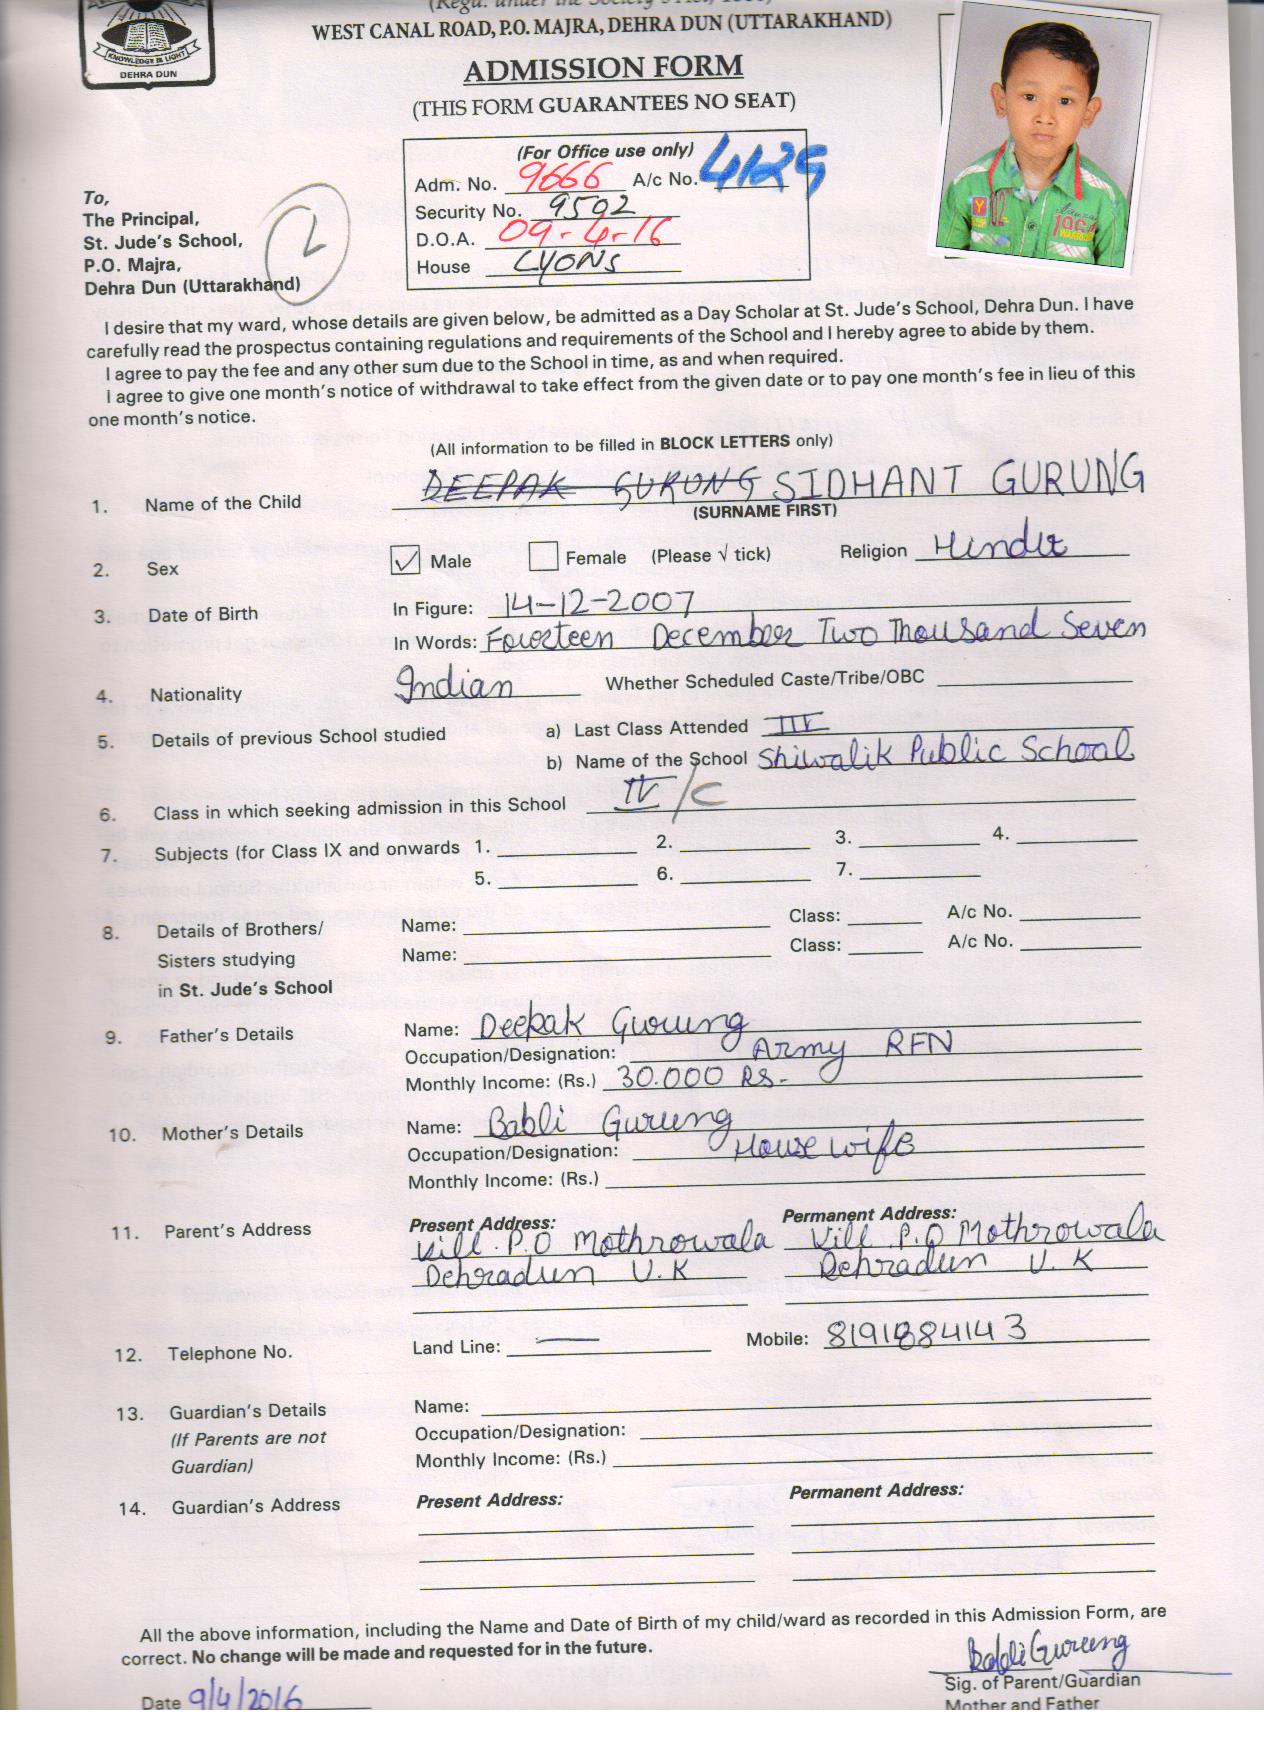 (Regd. under the Society's Act, 
WEST CANAL ROAD, P.O. MAJRA, DEHRA DUN (UTTARAKHAND)
KNOWLEDGE IS LIGHT
DEHRA DUN
ADMISSION FORM
(THIS FORM GUARANTEES NO SEAT)
(For Office use only)
Adm. No. 9666 A/c No. 4129
Security No. 9502
D.O.A. 09-4-16
House LYONS
To,
The Principal,
St. Jude's School,
P.O. Majra,
Dehra Dun (Uttarakhand)
2
I desire that my ward, whose details are given below, be admitted as a Day Scholar at St. Jude's School, Dehra Dun. I have
carefully read the prospectus containing regulations and requirements of the School and I hereby agree to abide by them.
I agree to pay the fee and any other sum due to the School in time, as and when required.
I agree to give one month's notice of withdrawal to take effect from the given date or to pay one month's fee in lieu of this
one month's notice.
(All information to be filled in BLOCK LETTERS only)
1. Name of the Child DEEPAK GURUNG SIDHANT GURUNG
(SURNAME FIRST)
2. Sex Male Female (Please √ tick) Religion Hindu
3. Date of Birth In Figure: 14-12-2007
In Words: Fourteen December Two Thousand Seven
4. Nationality Indian Whether Scheduled Caste/Tribe/OBC
5. Details of previous School studied a) Last Class Attended III
b) Name of the School Shiwalik Public School
6. Class in which seeking admission in this School IV/C
7. Subjects (for Class IX and onwards 1. 2. 3. 4.
5. 6. 7.
8. Details of Brothers/ Name: Class: A/c No.
Sisters studying Name: Class: A/c No.
in St. Jude's School
9. Father's Details Name: Deepak Gurung
Occupation/Designation: Army RFN
Monthly Income: (Rs.) 30.000 RS.
10. Mother's Details Name: Babli Gurung
Occupation/Designation: House wife
Monthly Income: (Rs.)
11. Parent's Address Present Address: Permanent Address:
Vill P.O Mothrowala Vill P.O Mothrowala
Dehradun U.K Dehradun U.K
12. Telephone No. Land Line: Mobile: 8191884143
13. Guardian's Details Name:
(If Parents are not Occupation/Designation:
Guardian) Monthly Income: (Rs.)
14. Guardian's Address Present Address: Permanent Address:
All the above information, including the Name and Date of Birth of my child/ward as recorded in this Admission Form, are
correct. No change will be made and requested for in the future.
Babli Gurung
Sig. of Parent/Guardian
Date 9/4/2016 Mother and Father